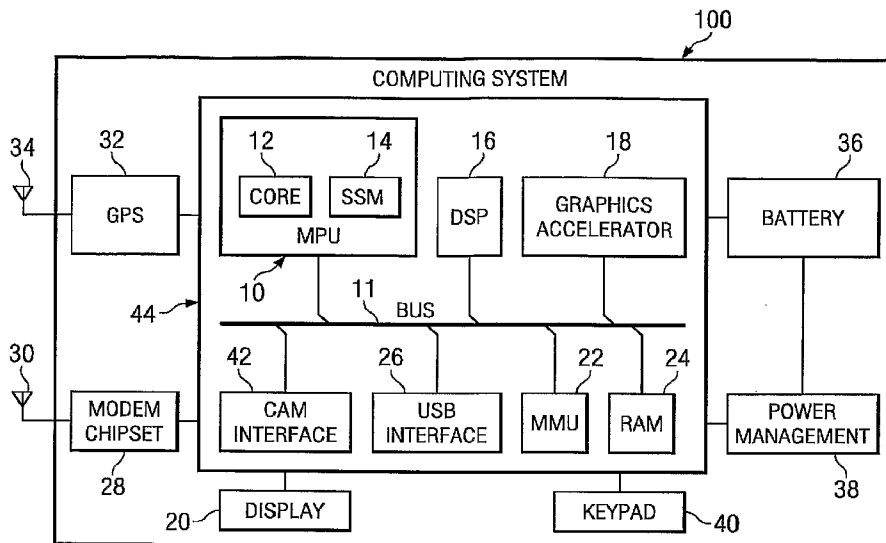 100
COMPUTING SYSTEM
34
32
GPS
12
14
CORE
SSM
MPU
10
16
DSP
18
GRAPHICS
ACCELERATOR
36
BATTERY
44
11
BUS
30
MODEM
CHIPSET
28
42
CAM
INTERFACE
26
USB
INTERFACE
22
MMU
24
RAM
POWER
MANAGEMENT
38
20
DISPLAY
KEYPAD
40